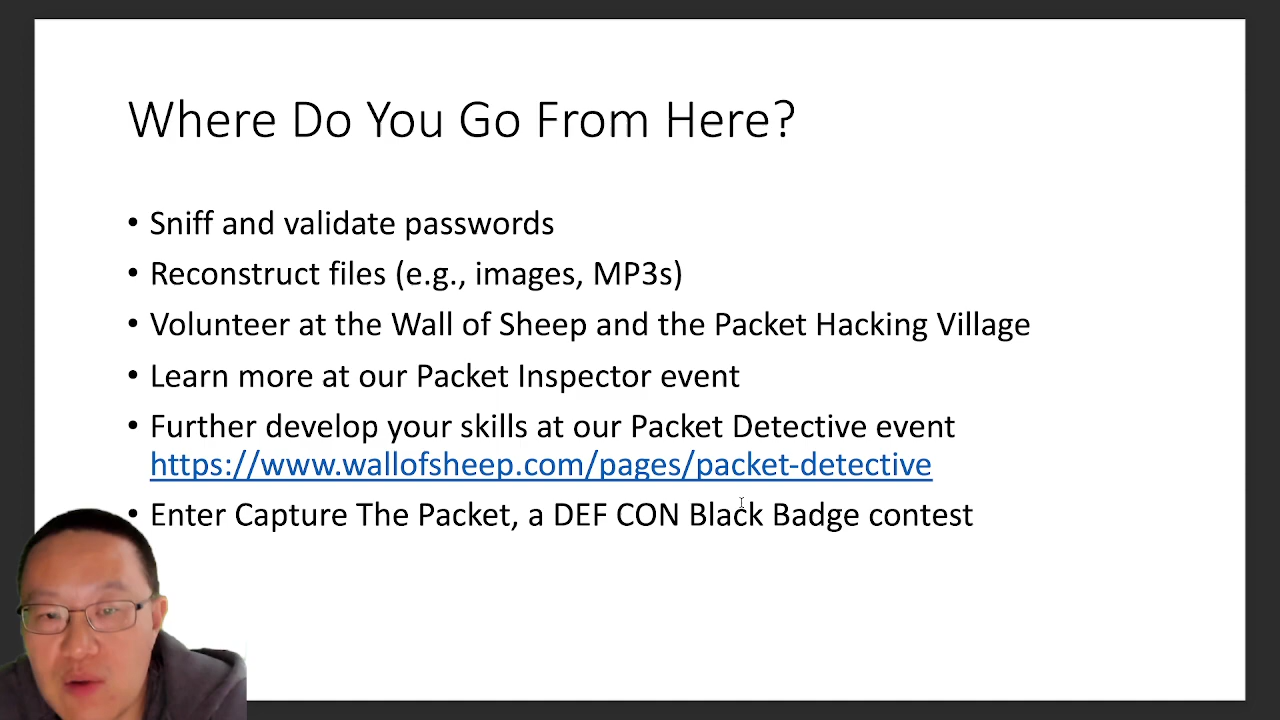 Where Do You Go From Here?
• Sniff and validate passwords
• Reconstruct files (e.g., images, MP3s)
• Volunteer at the Wall of Sheep and the Packet Hacking Village
• Learn more at our Packet Inspector event
• Further develop your skills at our Packet Detective event
https://www.wallofsheep.com/pages/packet-detective
• Enter Capture The Packet, a DEF CON Black Badge contest